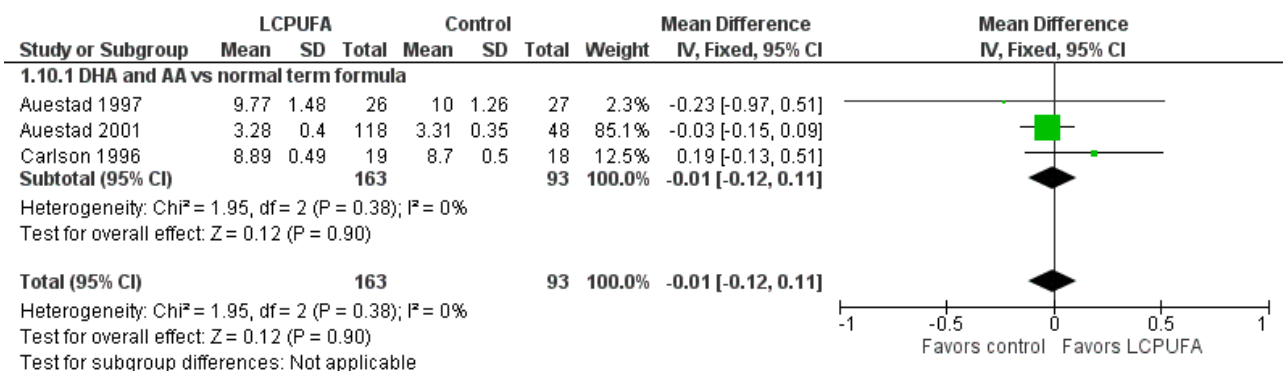 LCPUFA Control Mean Difference Mean Difference
Study or Subgroup Mean SD Total Mean SD Total Weight IV, Fixed, 95% CI IV, Fixed, 95% CI
1.10.1 DHA and AA vs normal term formula
Auestad 1997 9.77 1.48 26 10 1.26 27 2.3% -0.23 [-0.97, 0.51]
Auestad 2001 3.28 0.4 118 3.31 0.35 48 85.1% -0.03 [-0.15, 0.09]
Carlson 1996 8.89 0.49 19 8.7 0.5 18 12.5% 0.19 [-0.13, 0.51]
Subtotal (95% CI) 163 93 100.0% -0.01 [-0.12, 0.11]
Heterogeneity: Chi² = 1.95, df = 2 (P = 0.38); I² = 0%
Test for overall effect: Z = 0.12 (P = 0.90)
Total (95% CI) 163 93 100.0% -0.01 [-0.12, 0.11]
Heterogeneity: Chi² = 1.95, df = 2 (P = 0.38); I² = 0%
Test for overall effect: Z = 0.12 (P = 0.90)
Test for subgroup differences: Not applicable
-1 -0.5 0 0.5 1
Favors control Favors LCPUFA